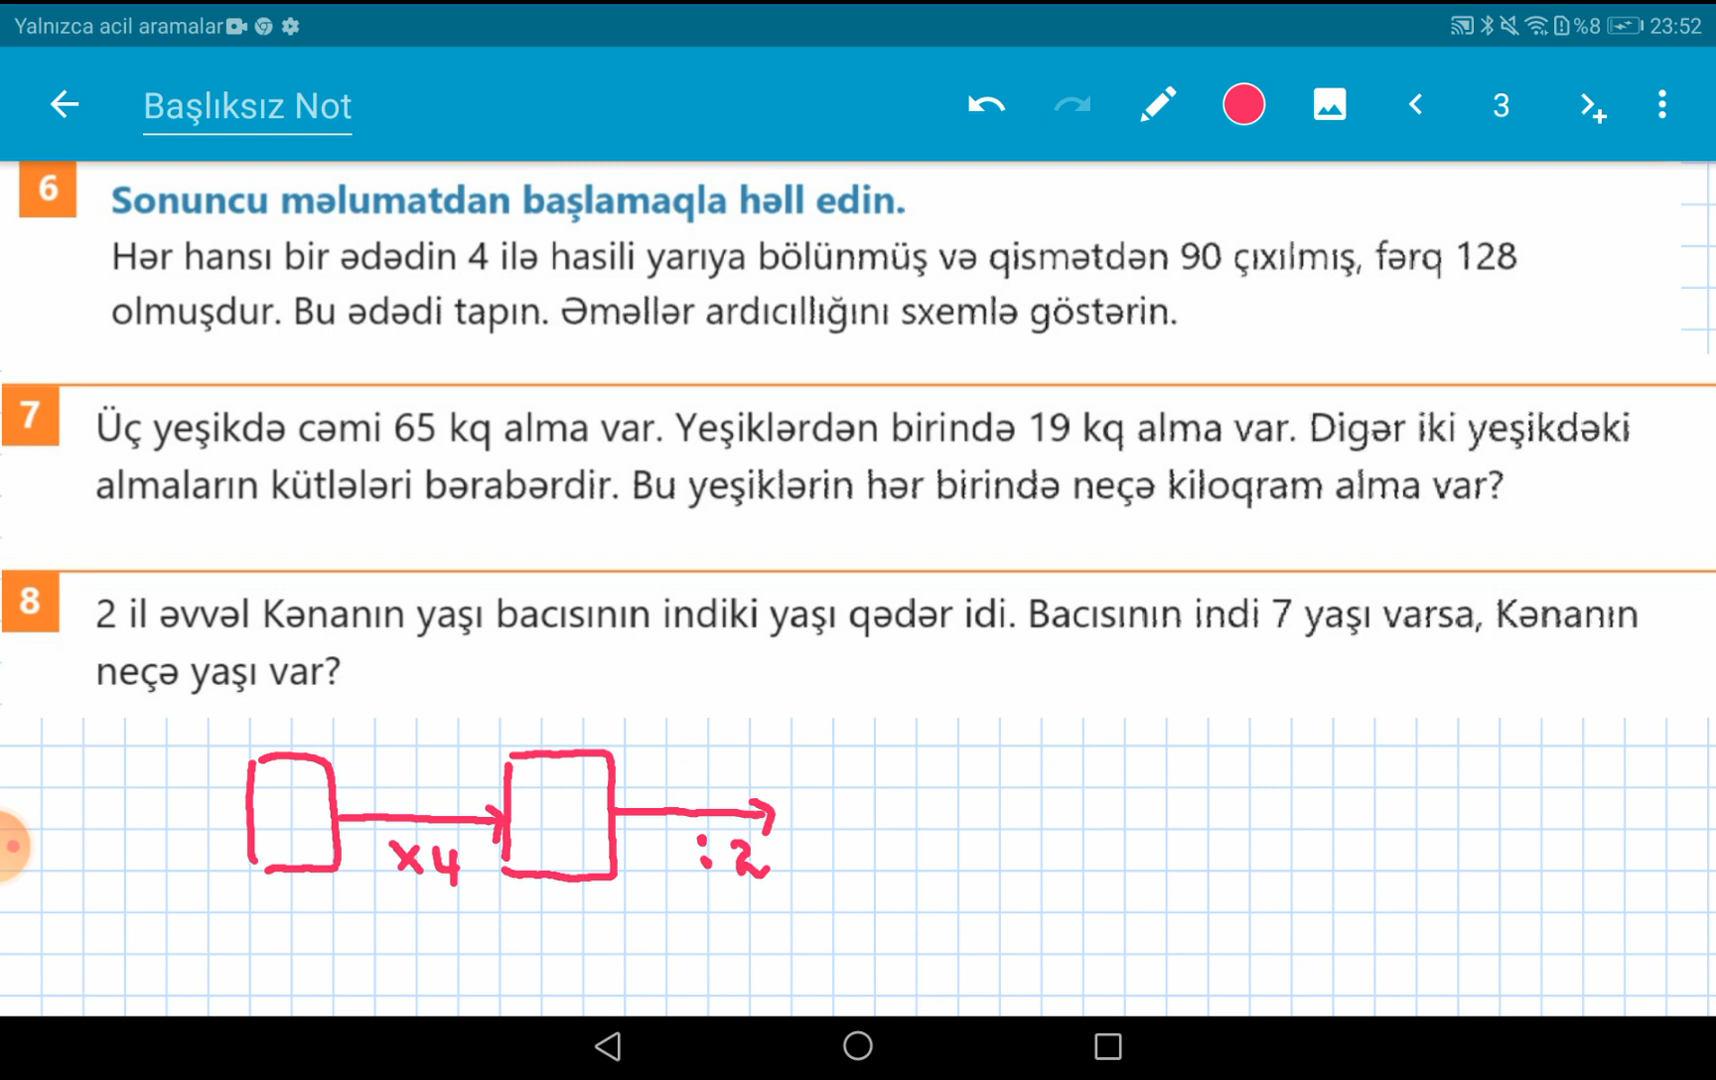 Yalnızca acil aramalar
%8 23:52
Başlıksız Not
3
6 Sonuncu məlumatdan başlamaqla həll edin.
Hər hansı bir ədədin 4 ilə hasili yarıya bölünmüş və qismətdən 90 çıxılmış, fərq 128
olmuşdur. Bu ədədi tapın. Əməllər ardıcıllığını sxemlə göstərin.
7 Üç yeşikdə cəmi 65 kq alma var. Yeşiklərdən birində 19 kq alma var. Digər iki yeşikdəki
almaların kütlələri bərabərdir. Bu yeşiklərin hər birində neçə kiloqram alma var?
8 2 il əvvəl Kənanın yaşı bacısının indiki yaşı qədər idi. Bacısının indi 7 yaşı varsa, Kənanın
neçə yaşı var?
x4 :2